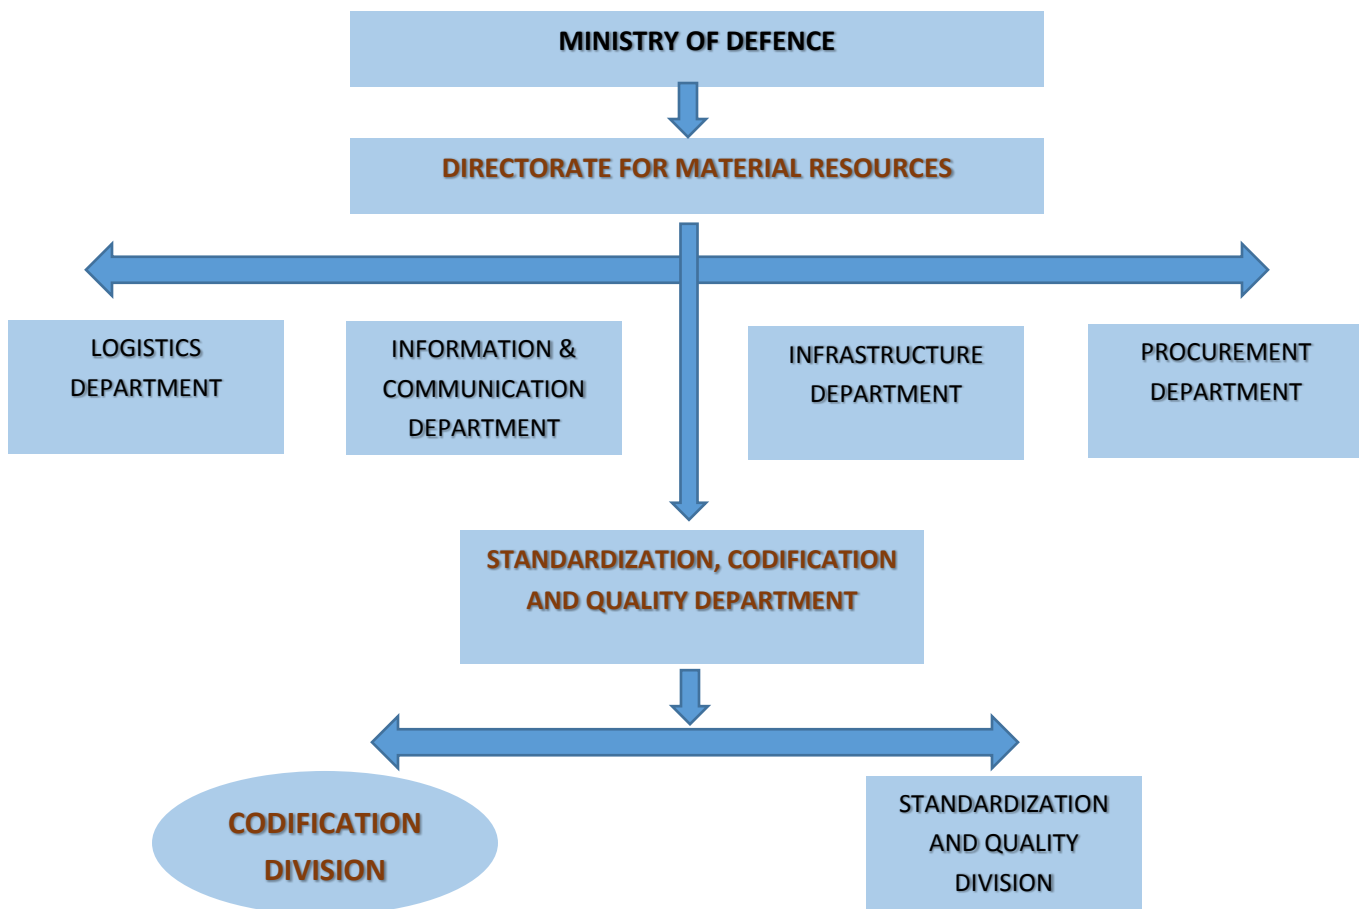 MINISTRY OF DEFENCE
DIRECTORATE FOR MATERIAL RESOURCES
LOGISTICS
DEPARTMENT
INFORMATION &
COMMUNICATION
DEPARTMENT
INFRASTRUCTURE
DEPARTMENT
PROCUREMENT
DEPARTMENT
STANDARDIZATION, CODIFICATION
AND QUALITY DEPARTMENT
CODIFICATION
DIVISION
STANDARDIZATION
AND QUALITY
DIVISION